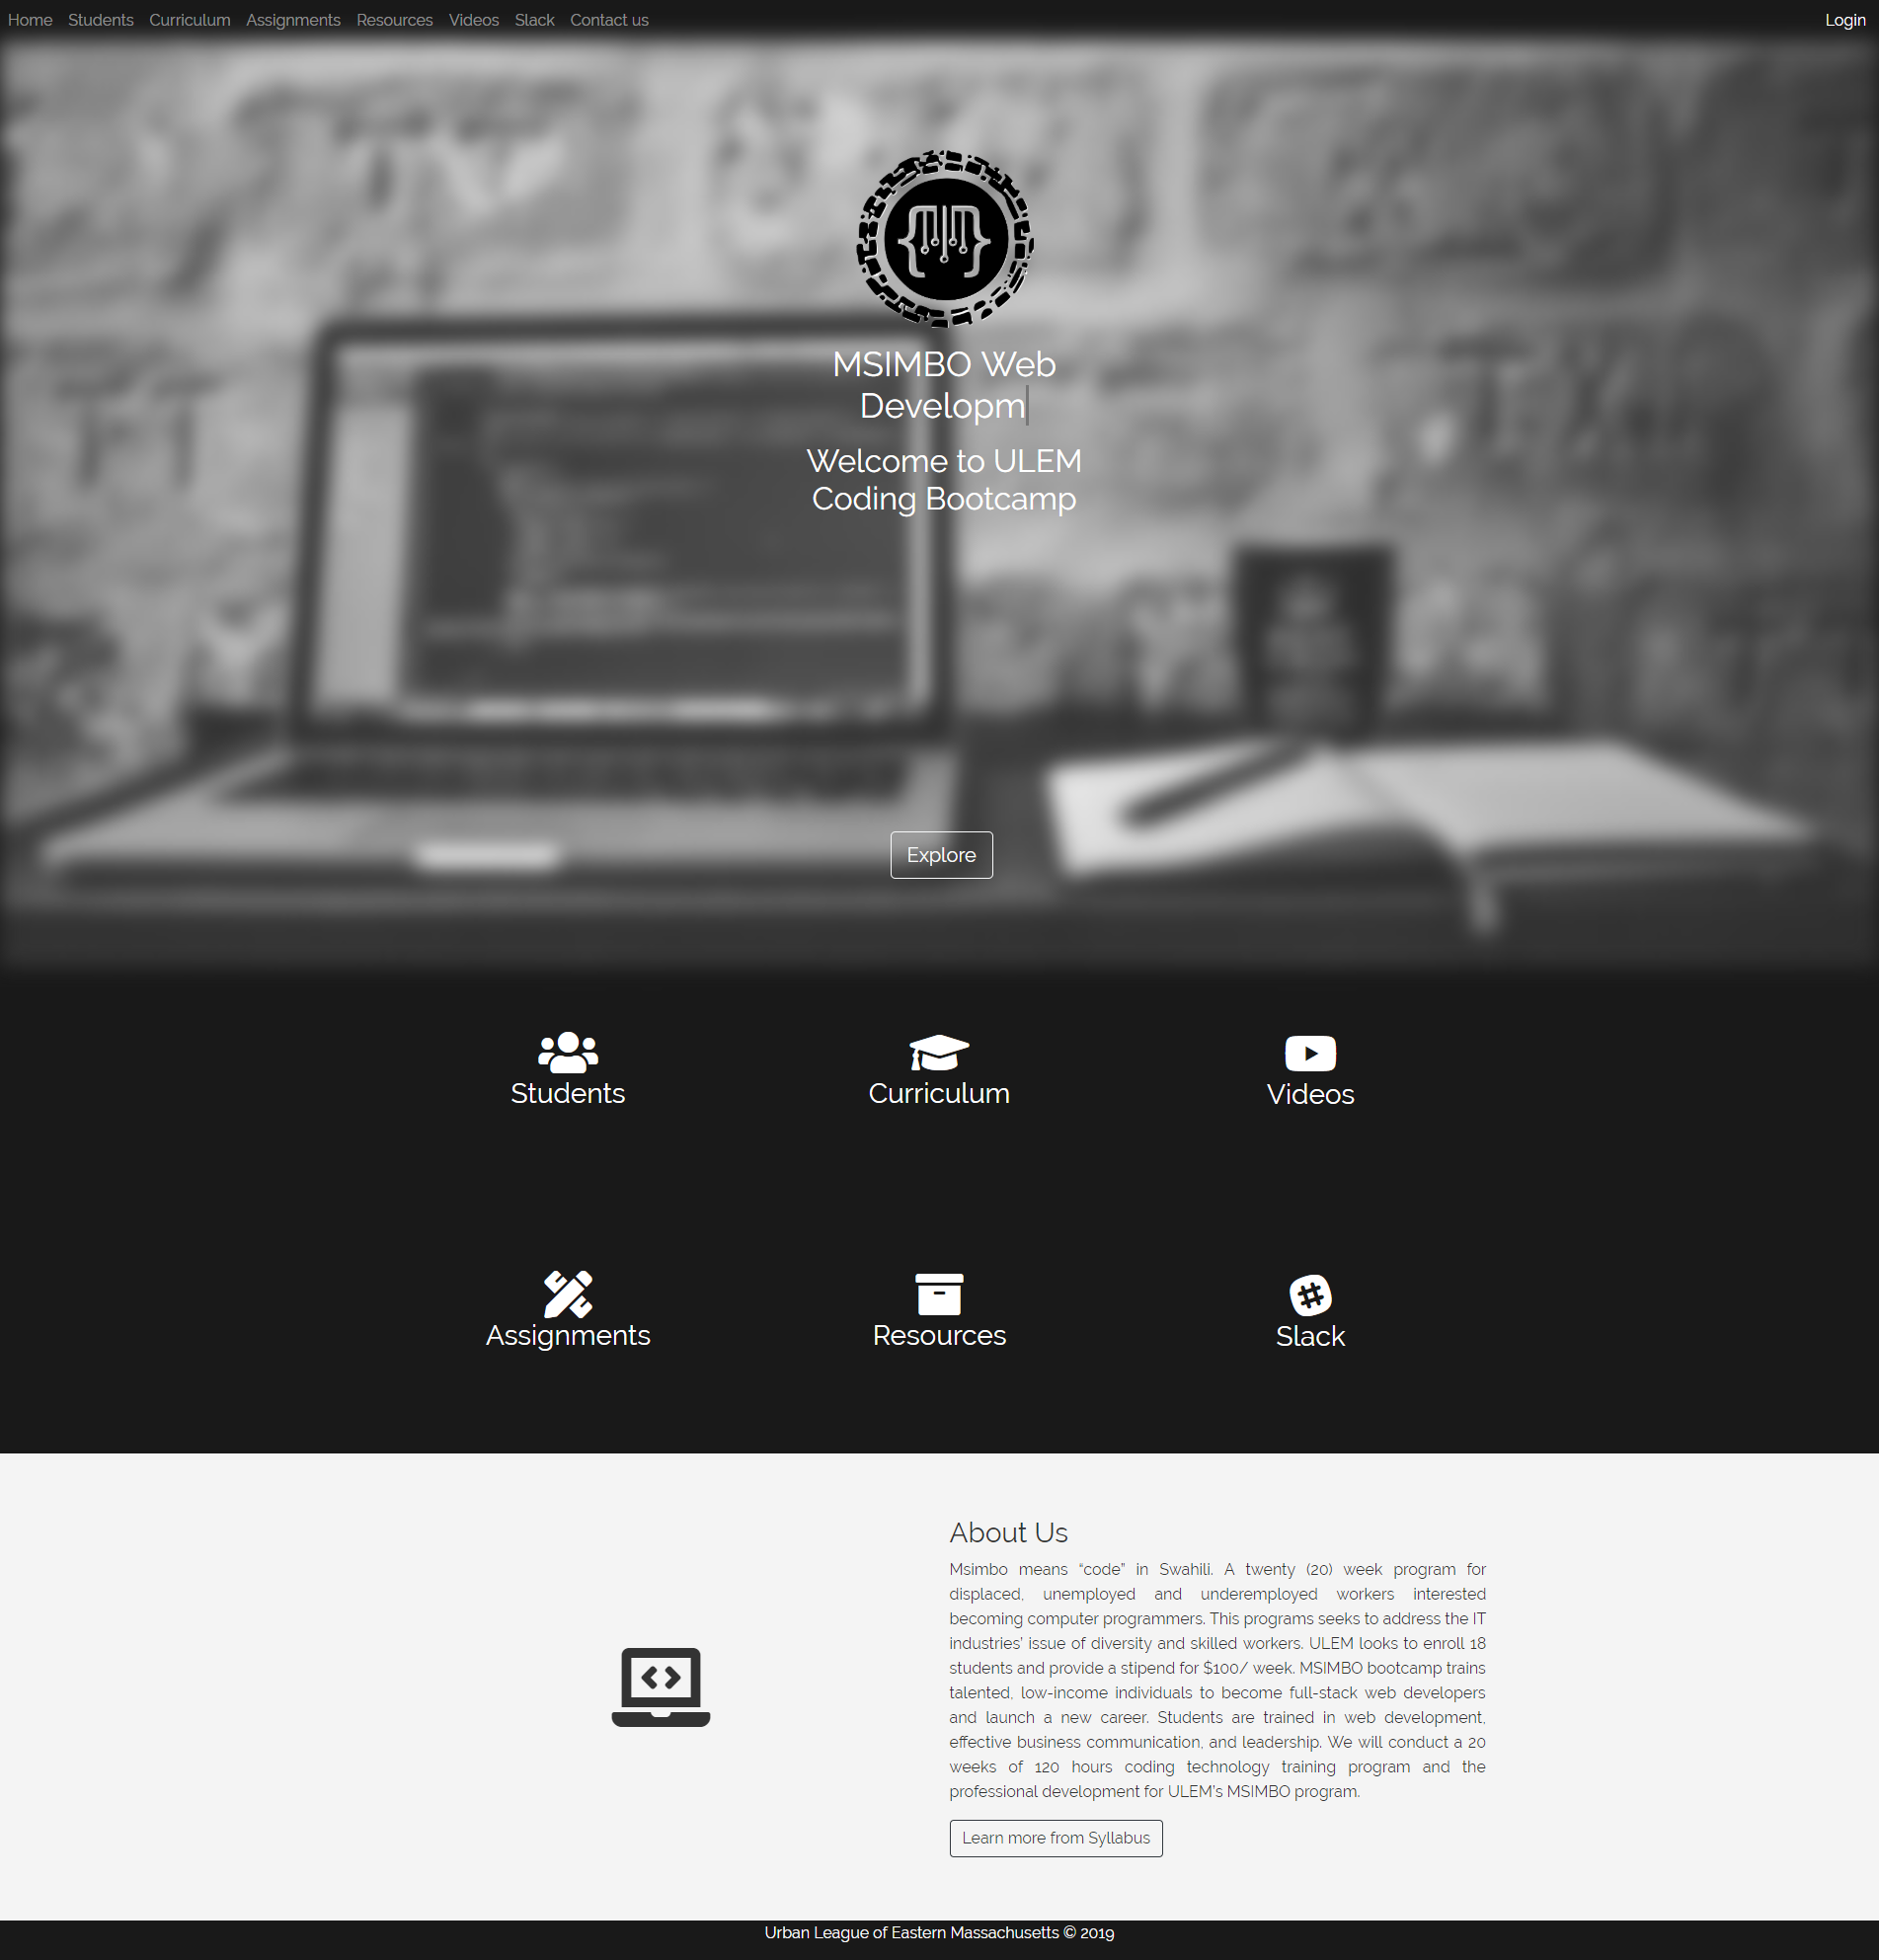 Home Students Curriculum Assignments Resources Videos Slack Contact us Login
MSIMBO Web
Developm
Welcome to ULEM
Coding Bootcamp
Explore
Students Curriculum Videos
Assignments Resources Slack
About Us
Msimbo means “code” in Swahili. A twenty (20) week program for
displaced, unemployed and underemployed workers interested
becoming computer programmers. This programs seeks to address the IT
industries’ issue of diversity and skilled workers. ULEM looks to enroll 18
students and provide a stipend for $100/ week. MSIMBO bootcamp trains
talented, low-income individuals to become full-stack web developers
and launch a new career. Students are trained in web development,
effective business communication, and leadership. We will conduct a 20
weeks of 120 hours coding technology training program and the
professional development for ULEM’s MSIMBO program.
Learn more from Syllabus
Urban League of Eastern Massachusetts © 2019